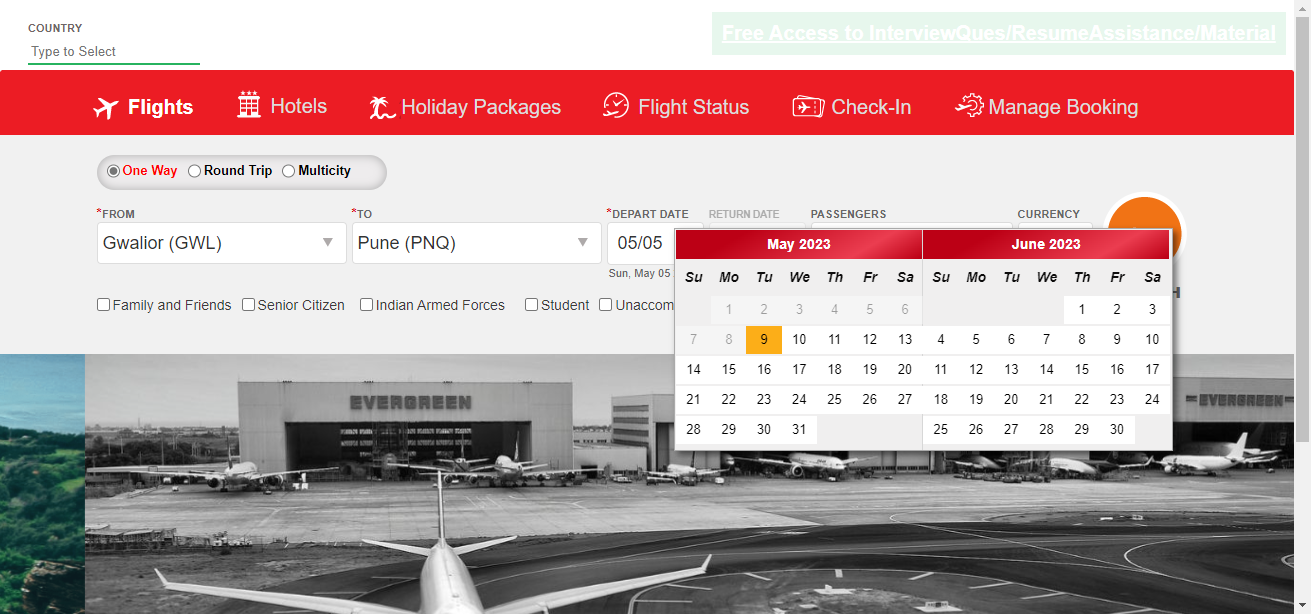 COUNTRY
Type to Select
Free Access to InterviewQues/ResumeAssistance/Material
Flights Hotels Holiday Packages Flight Status Check-In Manage Booking
One Way Round Trip Multicity
*FROM *TO *DEPART DATE RETURN DATE PASSENGERS CURRENCY
Gwalior (GWL) Pune (PNQ) 05/05
Sun, May 05
Family and Friends Senior Citizen Indian Armed Forces Student Unaccom
May 2023 June 2023
Su Mo Tu We Th Fr Sa Su Mo Tu We Th Fr Sa
1 2 3 4 5 6 1 2 3
7 8 9 10 11 12 13 4 5 6 7 8 9 10
14 15 16 17 18 19 20 11 12 13 14 15 16 17
21 22 23 24 25 26 27 18 19 20 21 22 23 24
28 29 30 31 25 26 27 28 29 30
EVERGREEN EVERGREEN